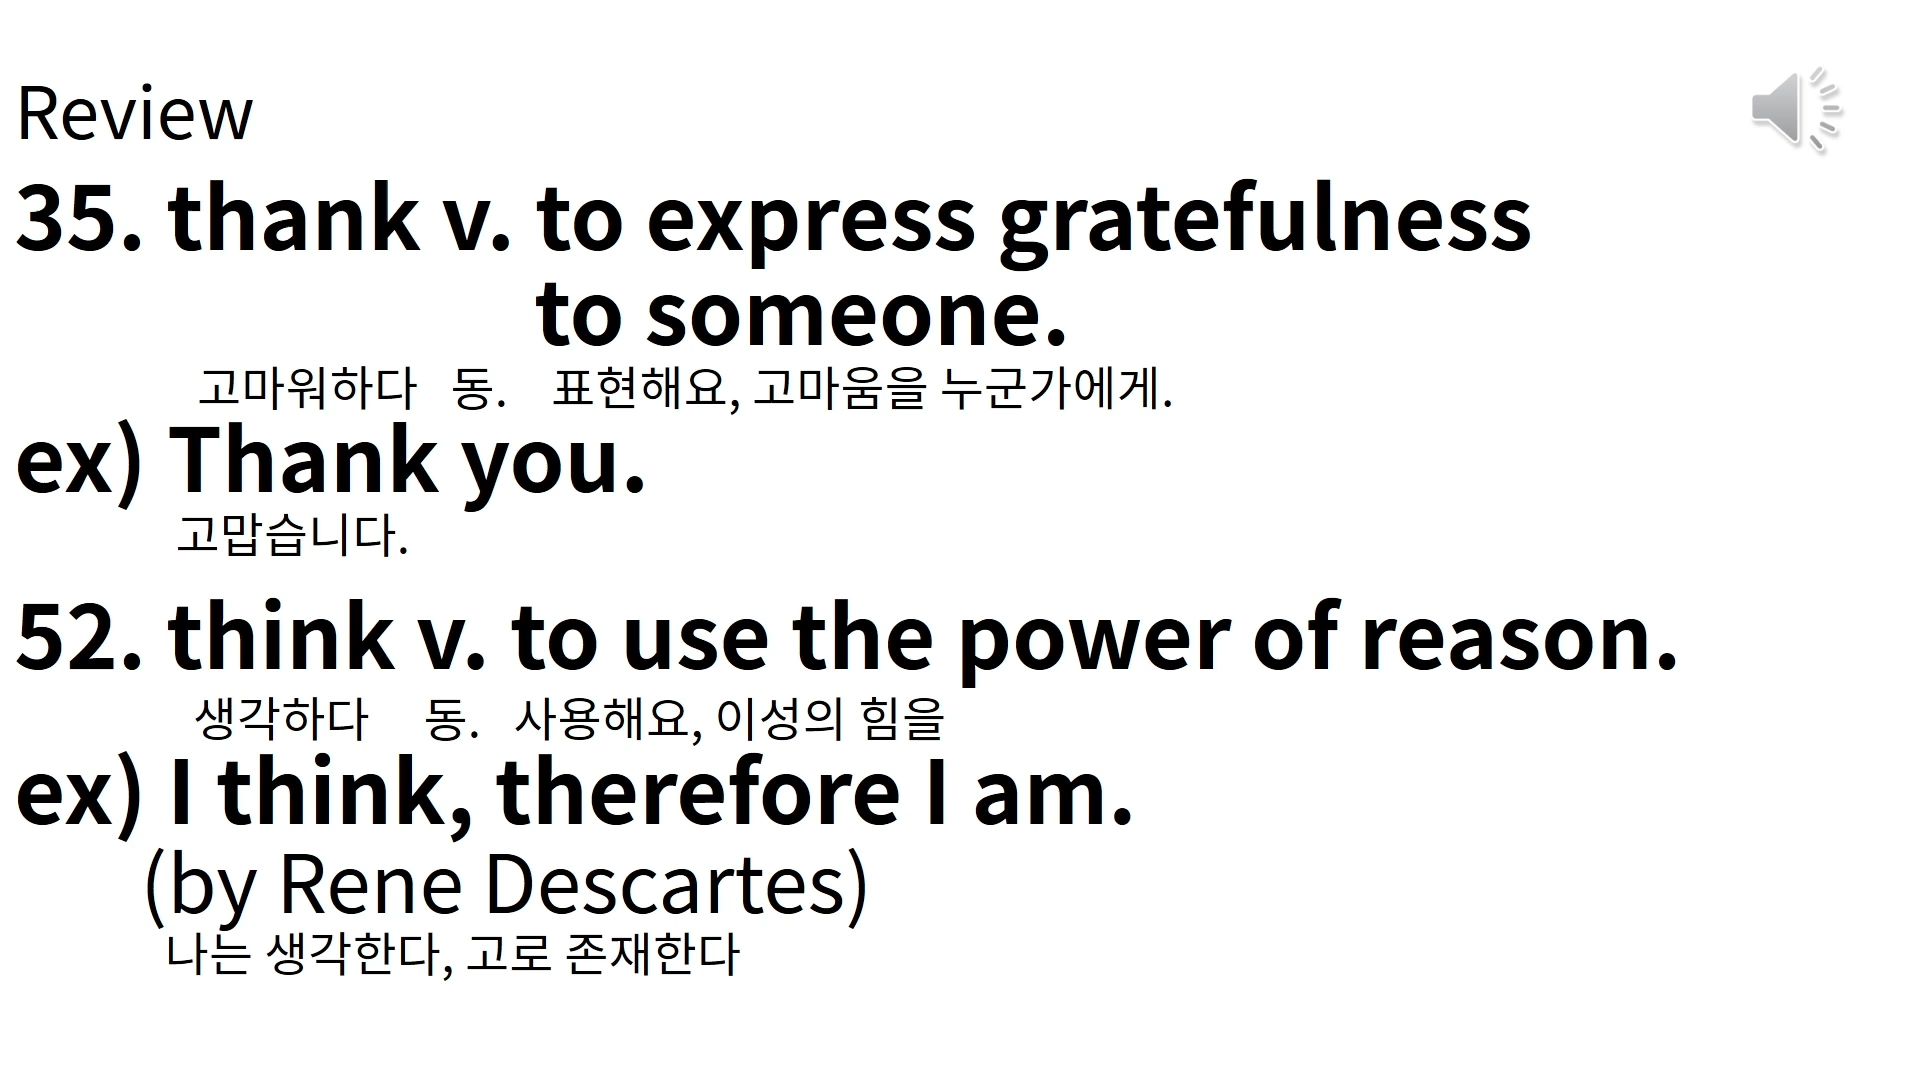 Review
35. thank v. to express gratefulness
to someone.
고마워하다 동. 표현해요, 고마움을 누군가에게.
ex) Thank you.
고맙습니다.
52. think v. to use the power of reason.
생각하다 동. 사용해요, 이성의 힘을
ex) I think, therefore I am.
(by Rene Descartes)
나는 생각한다, 고로 존재한다